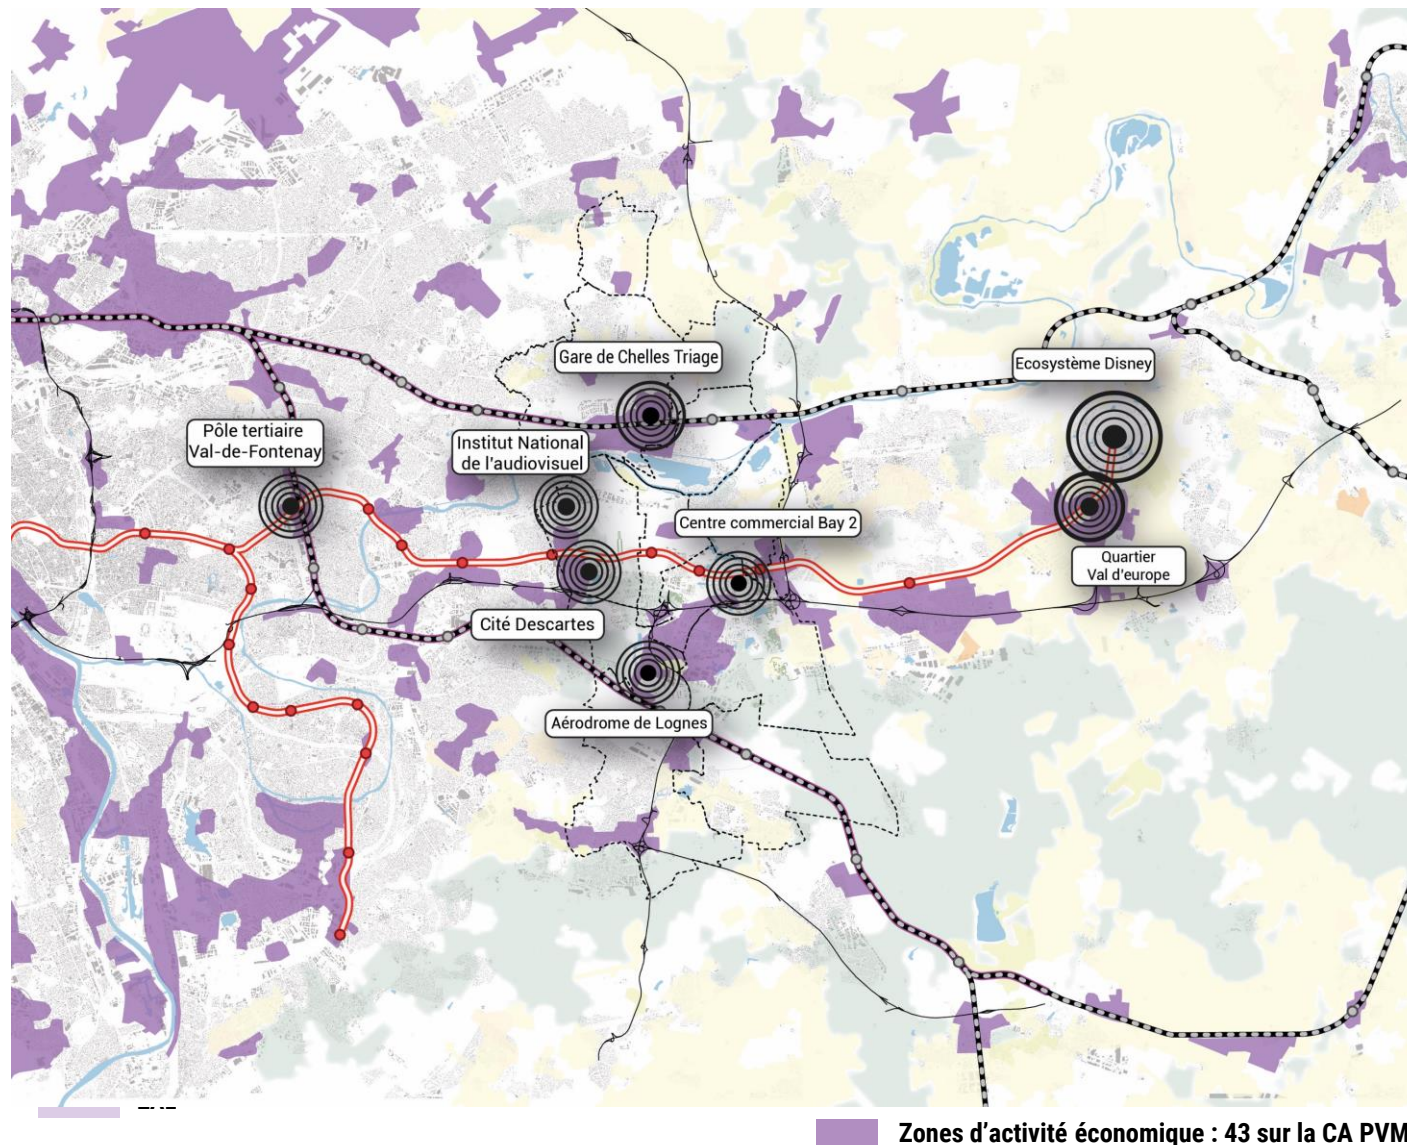 Gare de Chelles Triage
Ecosystème Disney
Pôle tertiaire
Val-de-Fontenay
Institut National
de l'audiovisuel
Centre commercial Bay 2
Quartier
Val d'europe
Cité Descartes
Aérodrome de Lognes
Zones d'activité économique : 43 sur la CA PVM